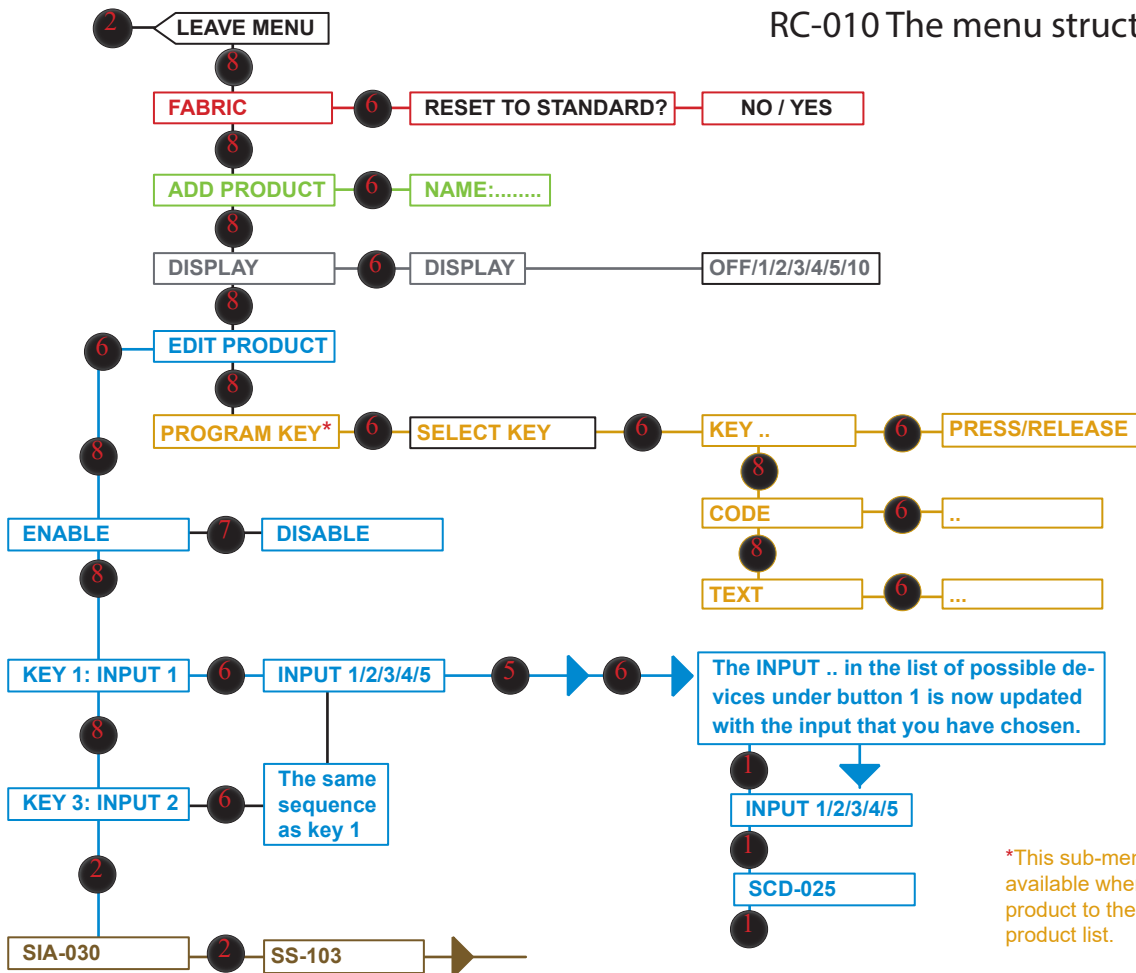 RC-010 The menu struct
2
LEAVE MENU
8
FABRIC
6
RESET TO STANDARD?
NO / YES
8
ADD PRODUCT
6
NAME:........
8
DISPLAY
6
DISPLAY
OFF/1/2/3/4/5/10
8
6
EDIT PRODUCT
8
PROGRAM KEY*
6
SELECT KEY
6
KEY ..
6
PRESS/RELEASE
8
8
CODE
6
..
ENABLE
7
DISABLE
8
8
TEXT
6
...
KEY 1: INPUT 1
6
INPUT 1/2/3/4/5
5
6
The INPUT .. in the list of possible de-
vices under button 1 is now updated
with the input that you have chosen.
8
1
KEY 3: INPUT 2
6
The same
sequence
as key 1
INPUT 1/2/3/4/5
1
2
SCD-025
1
*This sub-men
available whe
product to the
product list.
SIA-030
2
SS-103